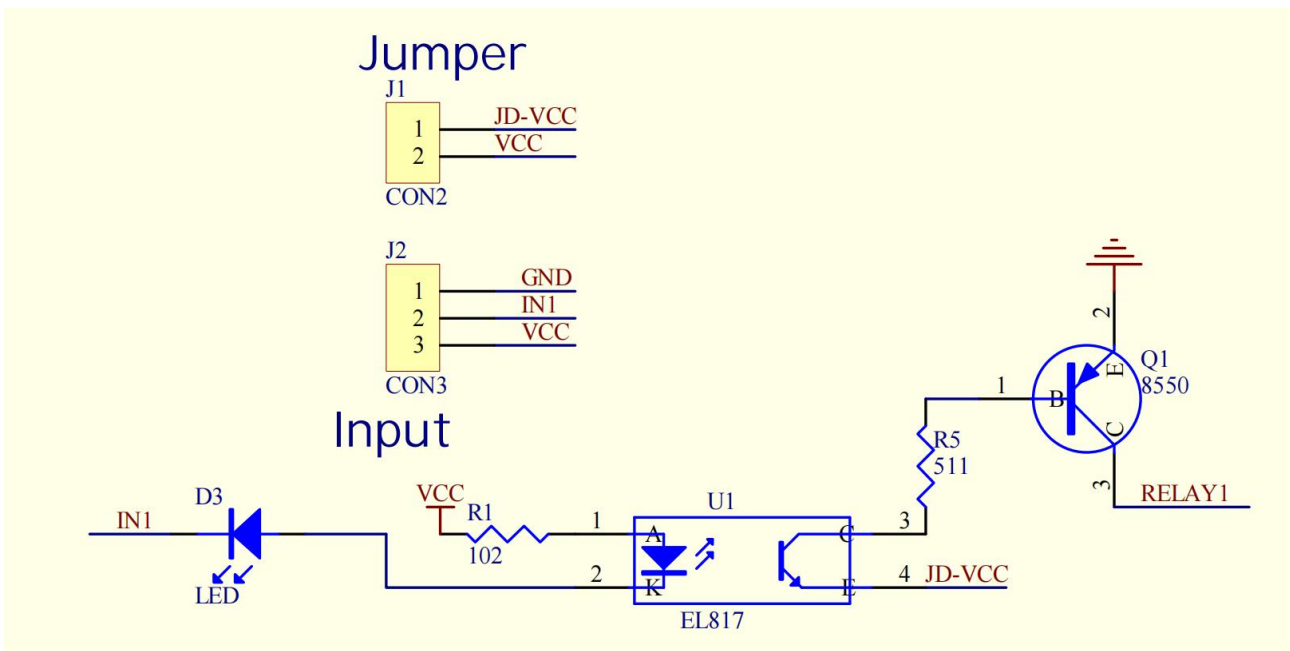 Jumper
J1
1 JD-VCC
2 VCC
CON2
J2
1 GND
2 IN1
3 VCC
CON3
Input
2
E
Q1
8550
1
B
C
3
RELAY1
R5
511
D3
IN1
LED
VCC
R1
102
U1
1 A C 3
2 K E 4 JD-VCC
EL817